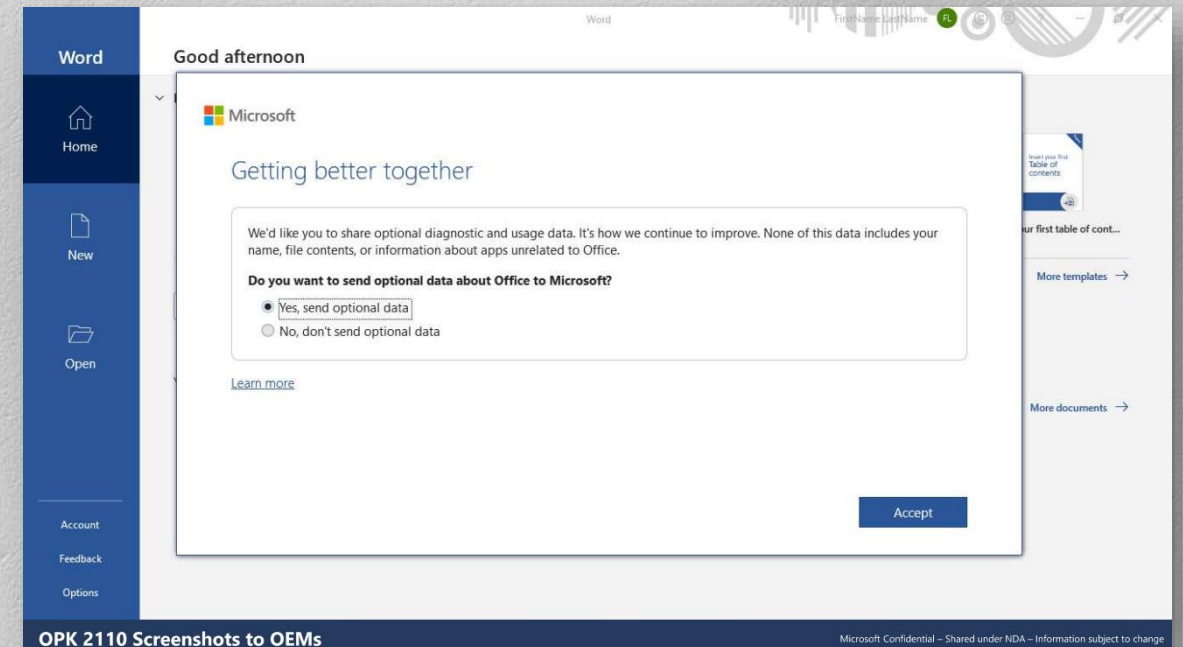 Word
FirstName LastName FL
Word
Good afternoon
Home
Microsoft
Getting better together
We'd like you to share optional diagnostic and usage data. It's how we continue to improve. None of this data includes your
name, file contents, or information about apps unrelated to Office.
Do you want to send optional data about Office to Microsoft?
Yes, send optional data
No, don't send optional data
Learn more
Accept
Insert your first
Table of
contents
ur first table of cont...
More templates
More documents
New
Open
Account
Feedback
Options
OPK 2110 Screenshots to OEMs
Microsoft Confidential – Shared under NDA – Information subject to change